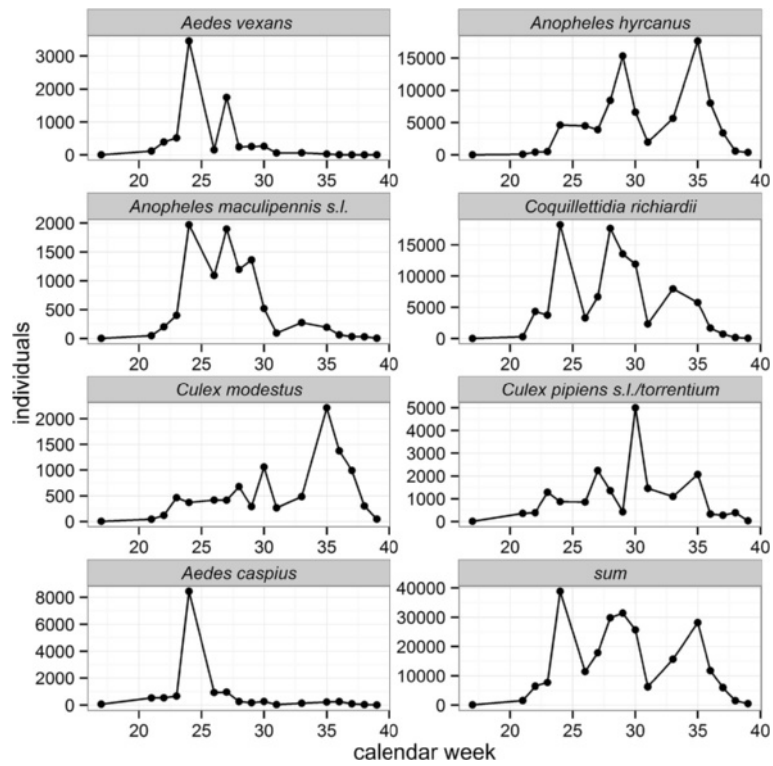 Aedes vexans
Anopheles hyrcanus
3000
2000
1000
0
15000
10000
5000
0
20 25 30 35 40
20 25 30 35 40
Anopheles maculipennis s.l.
Coquillettidia richiardii
2000
1500
1000
500
0
15000
10000
5000
0
20 25 30 35 40
20 25 30 35 40
individuals
Culex modestus
Culex pipiens s.l./torrentium
2000
1500
1000
500
0
5000
4000
3000
2000
1000
0
20 25 30 35 40
20 25 30 35 40
Aedes caspius
sum
8000
6000
4000
2000
0
40000
30000
20000
10000
0
20 25 30 35 40
20 25 30 35 40
calendar week